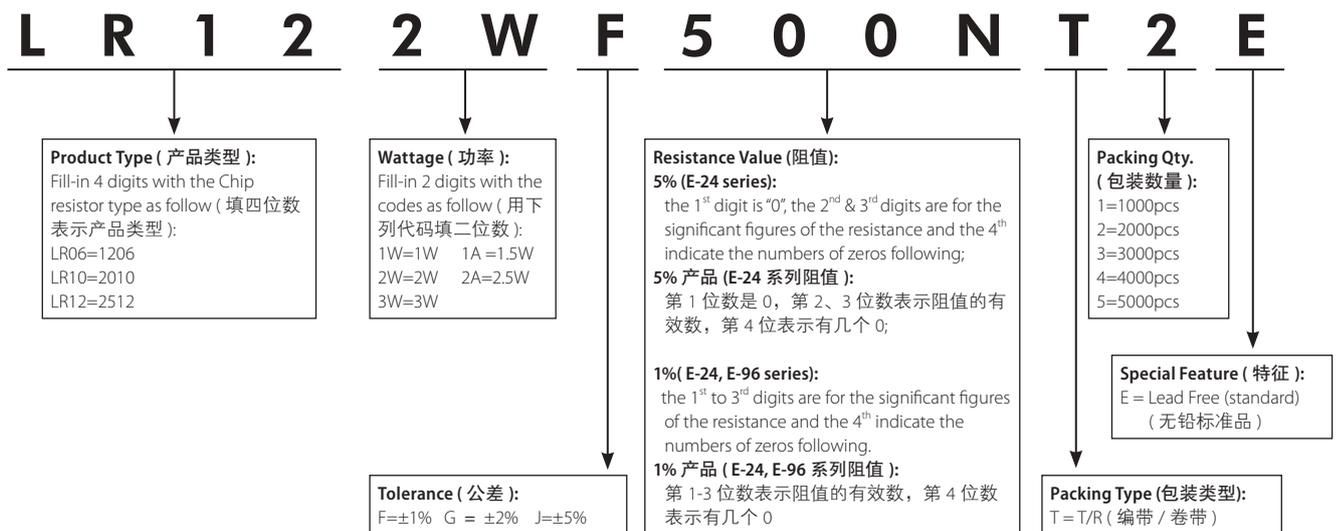 LR12 2W F 500N T 2 E
Product Type ( 产品类型 ):
Fill-in 4 digits with the Chip
resistor type as follow ( 填四位数
表示产品类型 ):
LR06=1206
LR10=2010
LR12=2512
Wattage ( 功率 ):
Fill-in 2 digits with the
codes as follow ( 用下
列代码填二位数 ):
1W=1W 1A =1.5W
2W=2W 2A=2.5W
3W=3W
Tolerance ( 公差 ):
F=±1% G = ±2% J=±5%
Resistance Value (阻值):
5% (E-24 series):
the 1st digit is “0”, the 2nd & 3rd digits are for the
significant figures of the resistance and the 4th
indicate the numbers of zeros following;
5% 产品 (E-24 系列阻值 ):
第 1 位数是 0，第 2、3 位数表示阻值的有
效数，第 4 位表示有几个 0;
1%( E-24, E-96 series):
the 1st to 3rd digits are for the significant figures
of the resistance and the 4th indicate the
numbers of zeros following.
1% 产品 ( E-24, E-96 系列阻值 ):
第 1-3 位数表示阻值的有效数，第 4 位数
表示有几个 0
Packing Qty.
( 包装数量 ):
1=1000pcs
2=2000pcs
3=3000pcs
4=4000pcs
5=5000pcs
Special Feature ( 特征 ):
E = Lead Free (standard)
( 无铅标准品 )
Packing Type (包装类型):
T = T/R ( 编带 / 卷带 )